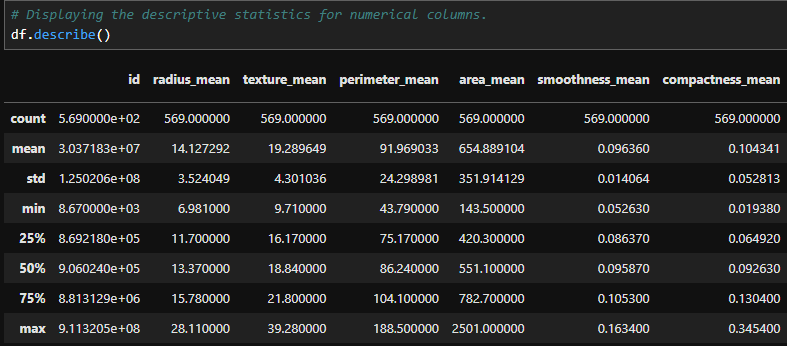 # Displaying the descriptive statistics for numerical columns.
df.describe()
id radius_mean texture_mean perimeter_mean area_mean smoothness_mean compactness_mean
count 5.690000e+02 569.000000 569.000000 569.000000 569.000000 569.000000 569.000000
mean 3.037183e+07 14.127292 19.289649 91.969033 654.889104 0.096360 0.104341
std 1.250206e+08 3.524049 4.301036 24.298981 351.914129 0.014064 0.052813
min 8.670000e+03 6.981000 9.710000 43.790000 143.500000 0.052630 0.019380
25% 8.692180e+05 11.700000 16.170000 75.170000 420.300000 0.086370 0.064920
50% 9.060240e+05 13.370000 18.840000 86.240000 551.100000 0.095870 0.092630
75% 8.813129e+06 15.780000 21.800000 104.100000 782.700000 0.105300 0.130400
max 9.113205e+08 28.110000 39.280000 188.500000 2501.000000 0.163400 0.345400